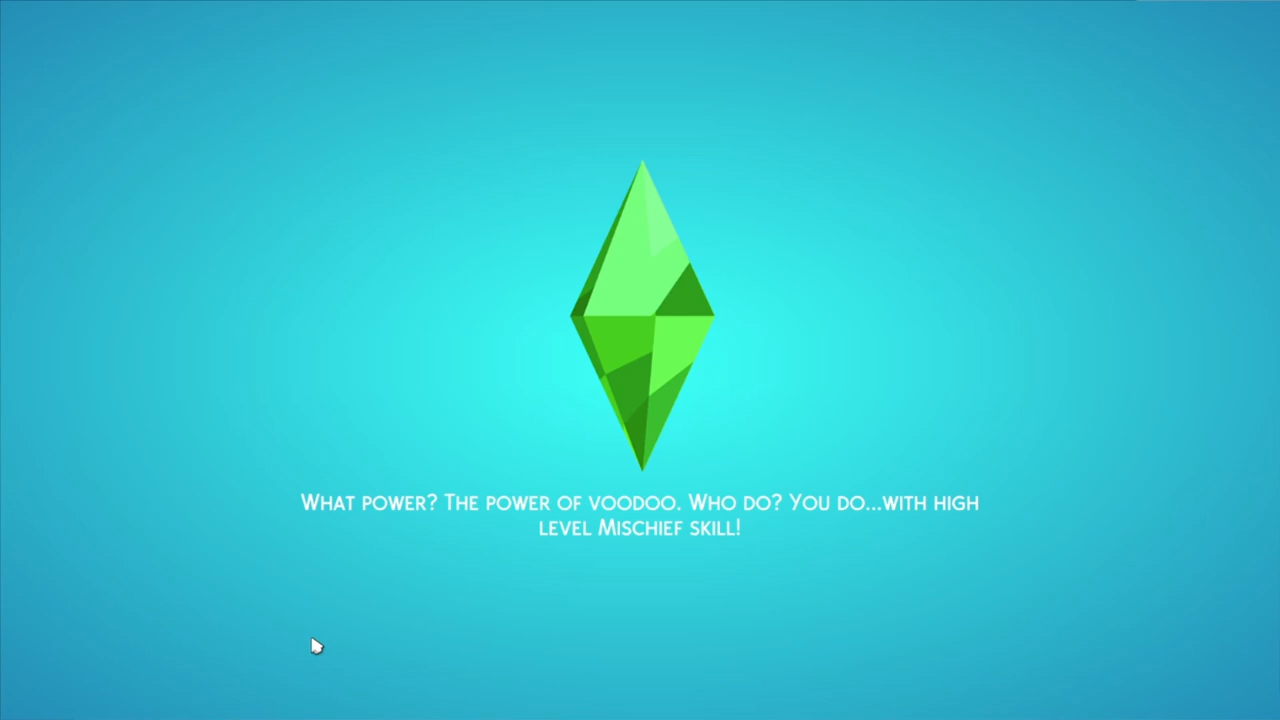 What power? The power of voodoo. Who do? You do...with high
level Mischief skill!